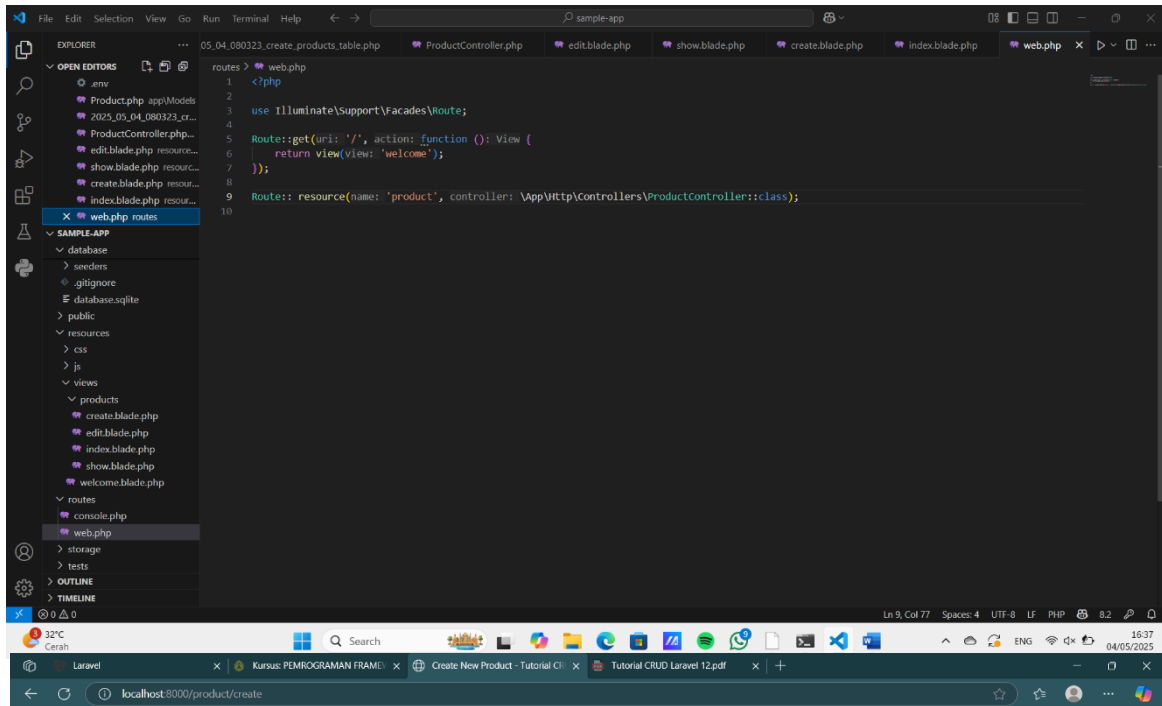 File Edit Selection View Go Run Terminal Help
sample-app
EXPLORER
05_04_080323_create_products_table.php ProductController.php edit.blade.php show.blade.php create.blade.php index.blade.php web.php
OPEN EDITORS
routes > web.php
.env
Product.php app\Models
2025_05_04_080323_cr...
ProductController.php...
edit.blade.php resource...
show.blade.php resourc...
create.blade.php resour...
index.blade.php resour...
web.php routes
1 <?php
2
3 use Illuminate\Support\Facades\Route;
4
5 Route::get(uri: '/', action: function (): View {
6 return view(view: 'welcome');
7 });
8
9 Route:: resource(name: 'product', controller: \App\Http\Controllers\ProductController::class);
10
SAMPLE-APP
database
seeders
.gitignore
database.sqlite
public
resources
css
js
views
products
create.blade.php
edit.blade.php
index.blade.php
show.blade.php
welcome.blade.php
routes
console.php
web.php
storage
tests
OUTLINE
TIMELINE
0 0
Ln 9, Col 77 Spaces: 4 UTF-8 LF PHP 8.2
3
32°C
Cerah
Search
ENG
16:37
04/05/2025
Laravel
Kursus: PEMROGRAMAN FRAMEV
Create New Product - Tutorial CR
Tutorial CRUD Laravel 12.pdf
localhost:8000/product/create